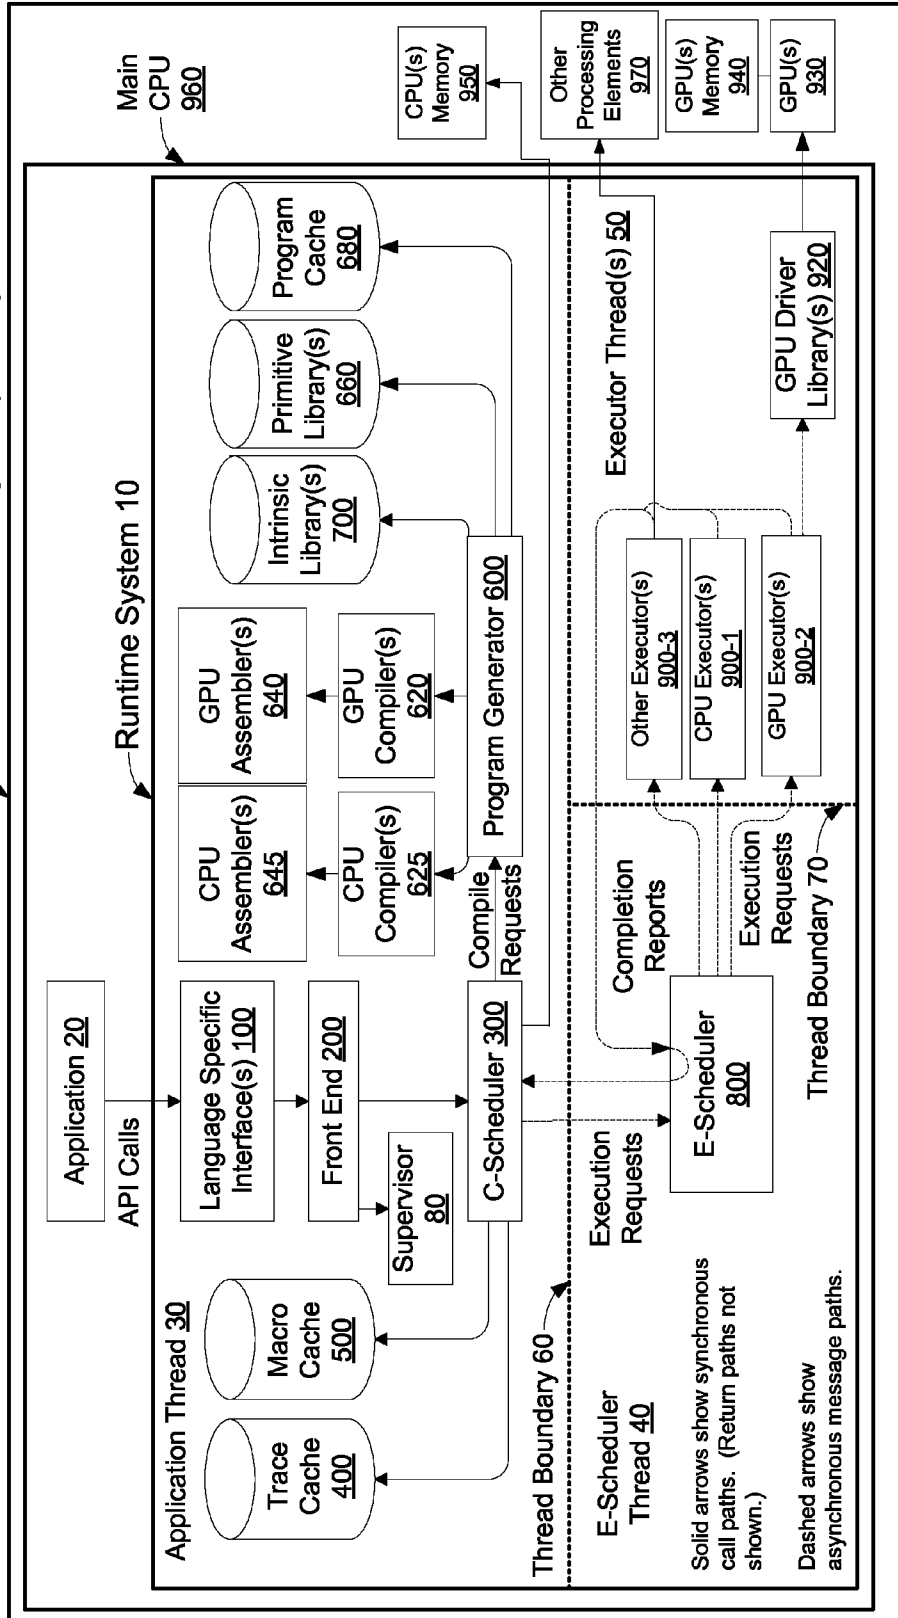 Main
CPU
960
Runtime System 10
Application 20
API Calls
Application Thread 30
Language Specific
Interface(s) 100
Front End 200
Supervisor
80
C-Scheduler 300
Trace
Cache
400
Macro
Cache
500
CPU
Assembler(s)
645
GPU
Assembler(s)
640
CPU
Compiler(s)
625
GPU
Compiler(s)
620
Intrinsic
Library(s)
700
Primitive
Library(s)
660
Program
Cache
680
Compile
Requests
Program Generator 600
CPU(s)
Memory
950
Other
Processing
Elements
970
GPU(s)
Memory
940
GPU(s)
930
Thread Boundary 60
E-Scheduler
Thread 40
Execution
Requests
E-Scheduler
800
Completion
Reports
Execution
Requests
Thread Boundary 70
Executor Thread(s) 50
Other Executor(s)
900-3
CPU Executor(s)
900-1
GPU Executor(s)
900-2
GPU Driver
Library(s) 920
Solid arrows show synchronous
call paths. (Return paths not
shown.)
Dashed arrows show
asynchronous message paths.